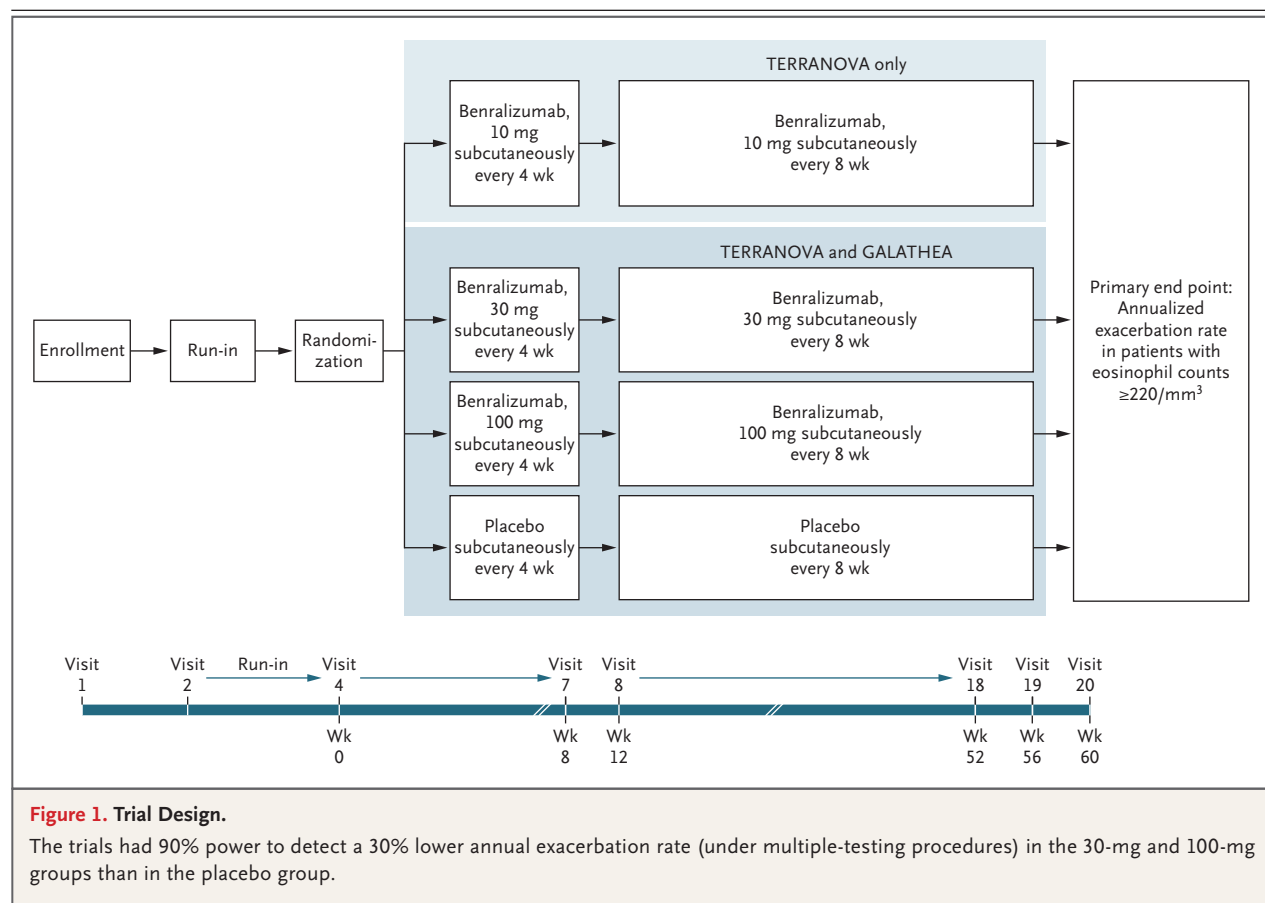 TERRANOVA only
Benralizumab,
10 mg
subcutaneously
every 4 wk
Benralizumab,
10 mg subcutaneously
every 8 wk
TERRANOVA and GALATHEA
Enrollment
Run-in
Randomi-
zation
Benralizumab,
30 mg
subcutaneously
every 4 wk
Benralizumab,
30 mg subcutaneously
every 8 wk
Benralizumab,
100 mg
subcutaneously
every 4 wk
Benralizumab,
100 mg subcutaneously
every 8 wk
Placebo
subcutaneously
every 4 wk
Placebo
subcutaneously
every 8 wk
Primary end point:
Annualized
exacerbation rate
in patients with
eosinophil counts
≥220/mm³
Visit
1
Visit
2
Run-in
Visit
4
Visit
7
Visit
8
Visit
18
Visit
19
Visit
20
Wk
0
Wk
8
Wk
12
Wk
52
Wk
56
Wk
60
Figure 1. Trial Design.
The trials had 90% power to detect a 30% lower annual exacerbation rate (under multiple-testing procedures) in the 30-mg and 100-mg
groups than in the placebo group.